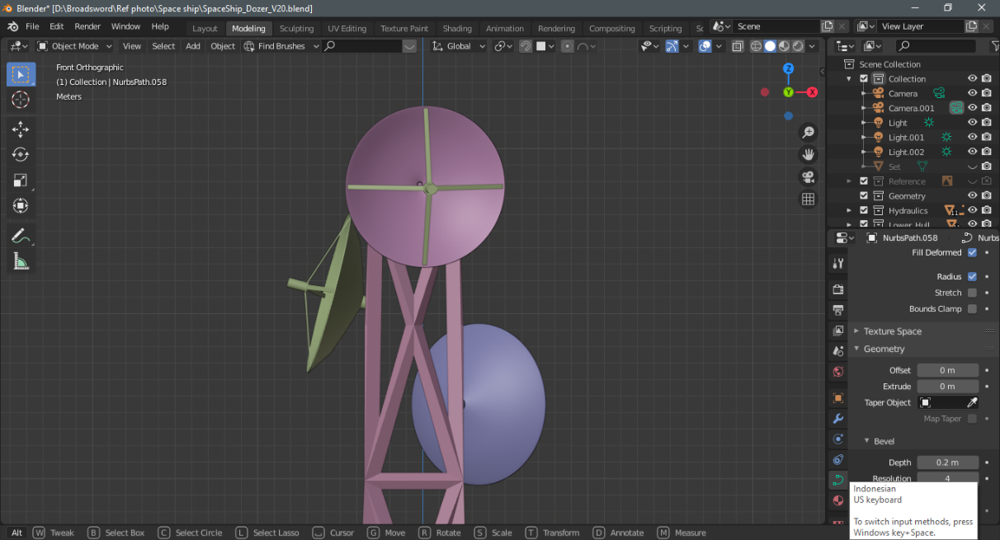 Blender* [D:\Broadsword\Ref photo\Space ship\SpaceShip_Dozer_V20.blend]
File Edit Render Window Help Layout Modeling Sculpting UV Editing Texture Paint Shading Animation Rendering Compositing Scripting Scene View Layer
Object Mode View Select Add Object Find Brushes Global
Front Orthographic
(1) Collection | NurbsPath.058
Meters
Z
Y
X
Scene Collection
Collection
Camera
Camera.001
Light
Light.001
Light.002
Set
Reference
Geometry
Hydraulics 11
Lower_Hull
NurbsPath.058 Nurbs
Fill Deformed
Radius
Stretch
Bounds Clamp
Texture Space
Geometry
Offset 0 m
Extrude 0 m
Taper Object
Map Taper
Bevel
Depth 0.2 m
Resolution 4
Indonesian
US keyboard
To switch input methods, press
Windows key+Space.
Alt W Tweak B Select Box C Select Circle L Select Lasso Cursor G Move R Rotate S Scale T Transform D Annotate M Measure